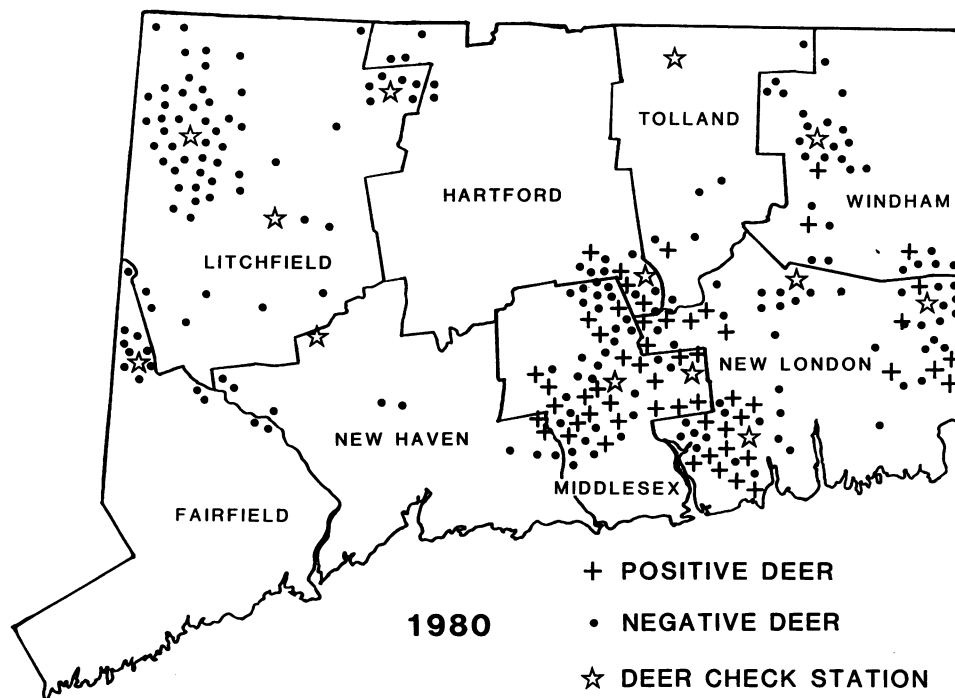 TOLLAND
HARTFORD
WINDHAM
LITCHFIELD
NEW LONDON
NEW HAVEN
MIDDLESEX
FAIRFIELD
+ POSITIVE DEER
1980
• NEGATIVE DEER
☆ DEER CHECK STATION